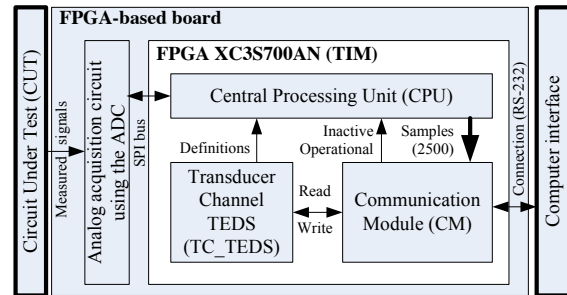 FPGA-based board
FPGA XC3S700AN (TIM)
Circuit Under Test (CUT)
Measured signals
Analog acquisition circuit
using the ADC
SPI bus
Central Processing Unit (CPU)
Definitions
Inactive
Operational
Samples
(2500)
Transducer
Channel
TEDS
(TC_TEDS)
Read
Write
Communication
Module (CM)
Connection (RS-232)
Computer interface